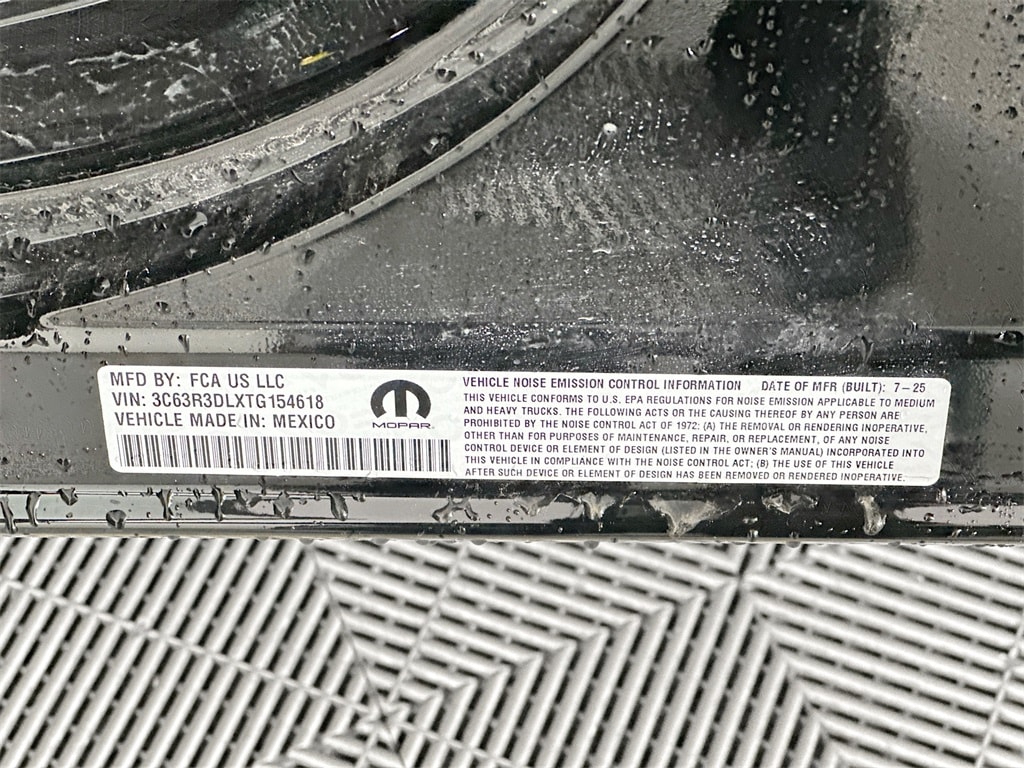 MFD BY: FCA US LLC
VIN: 3C63R3DLXTG154618
VEHICLE MADE IN: MEXICO
MOPAR
VEHICLE NOISE EMISSION CONTROL INFORMATION DATE OF MFR (BUILT): 7-25
THIS VEHICLE CONFORMS TO U.S. EPA REGULATIONS FOR NOISE EMISSION APPLICABLE TO MEDIUM
AND HEAVY TRUCKS. THE FOLLOWING ACTS OR THE CAUSING THEREOF BY ANY PERSON ARE
PROHIBITED BY THE NOISE CONTROL ACT OF 1972; (A) THE REMOVAL OR RENDERING INOPERATIVE,
OTHER THAN FOR PURPOSES OF MAINTENANCE, REPAIR, OR REPLACEMENT, OF ANY NOISE
CONTROL DEVICE OR ELEMENT OF DESIGN (LISTED IN THE OWNER'S MANUAL) INCORPORATED INTO
THIS VEHICLE IN COMPLIANCE WITH THE NOISE CONTROL ACT; (B) THE USE OF THIS VEHICLE
AFTER SUCH DEVICE OR ELEMENT OF DESIGN HAS BEEN REMOVED OR RENDERED INOPERATIVE.